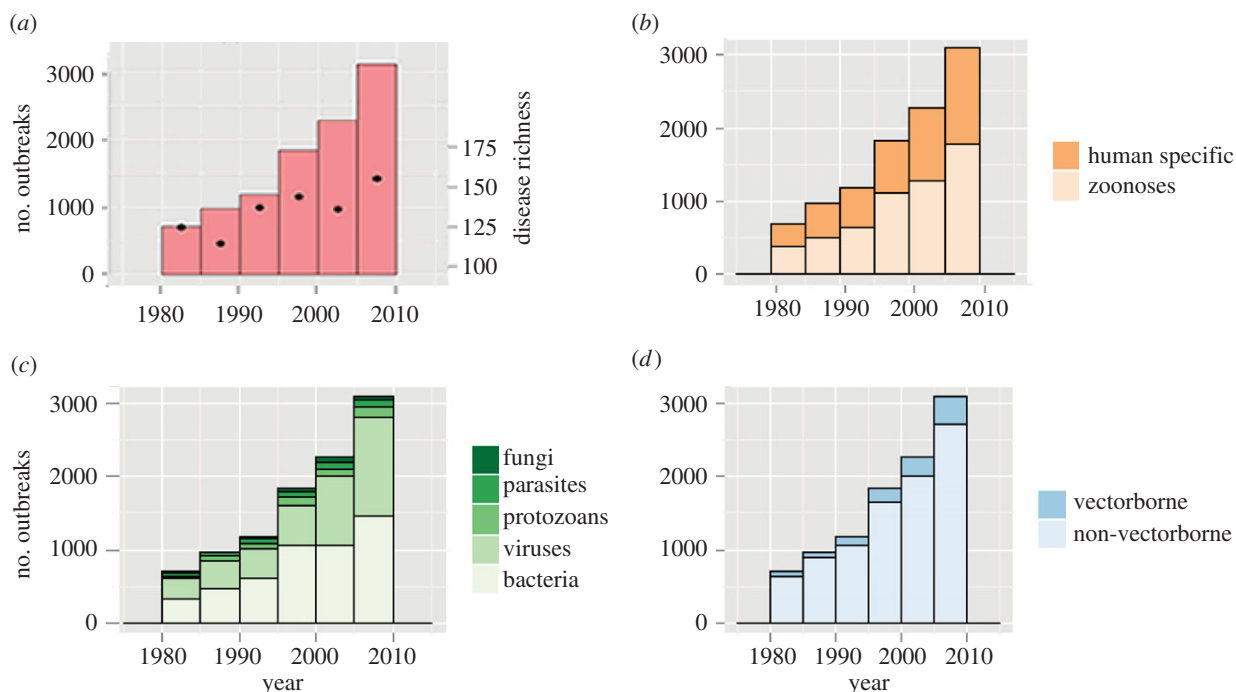 (a)
no. outbreaks
3000
2000
1000
0
175
150
125
100
disease richness
1980
1990
2000
2010
(b)
3000
2000
1000
0
1980
1990
2000
2010
human specific
zoonoses
(c)
no. outbreaks
3000
2000
1000
0
1980
1990
2000
2010
year
fungi
parasites
protozoans
viruses
bacteria
(d)
3000
2000
1000
0
1980
1990
2000
2010
year
vectorborne
non-vectorborne